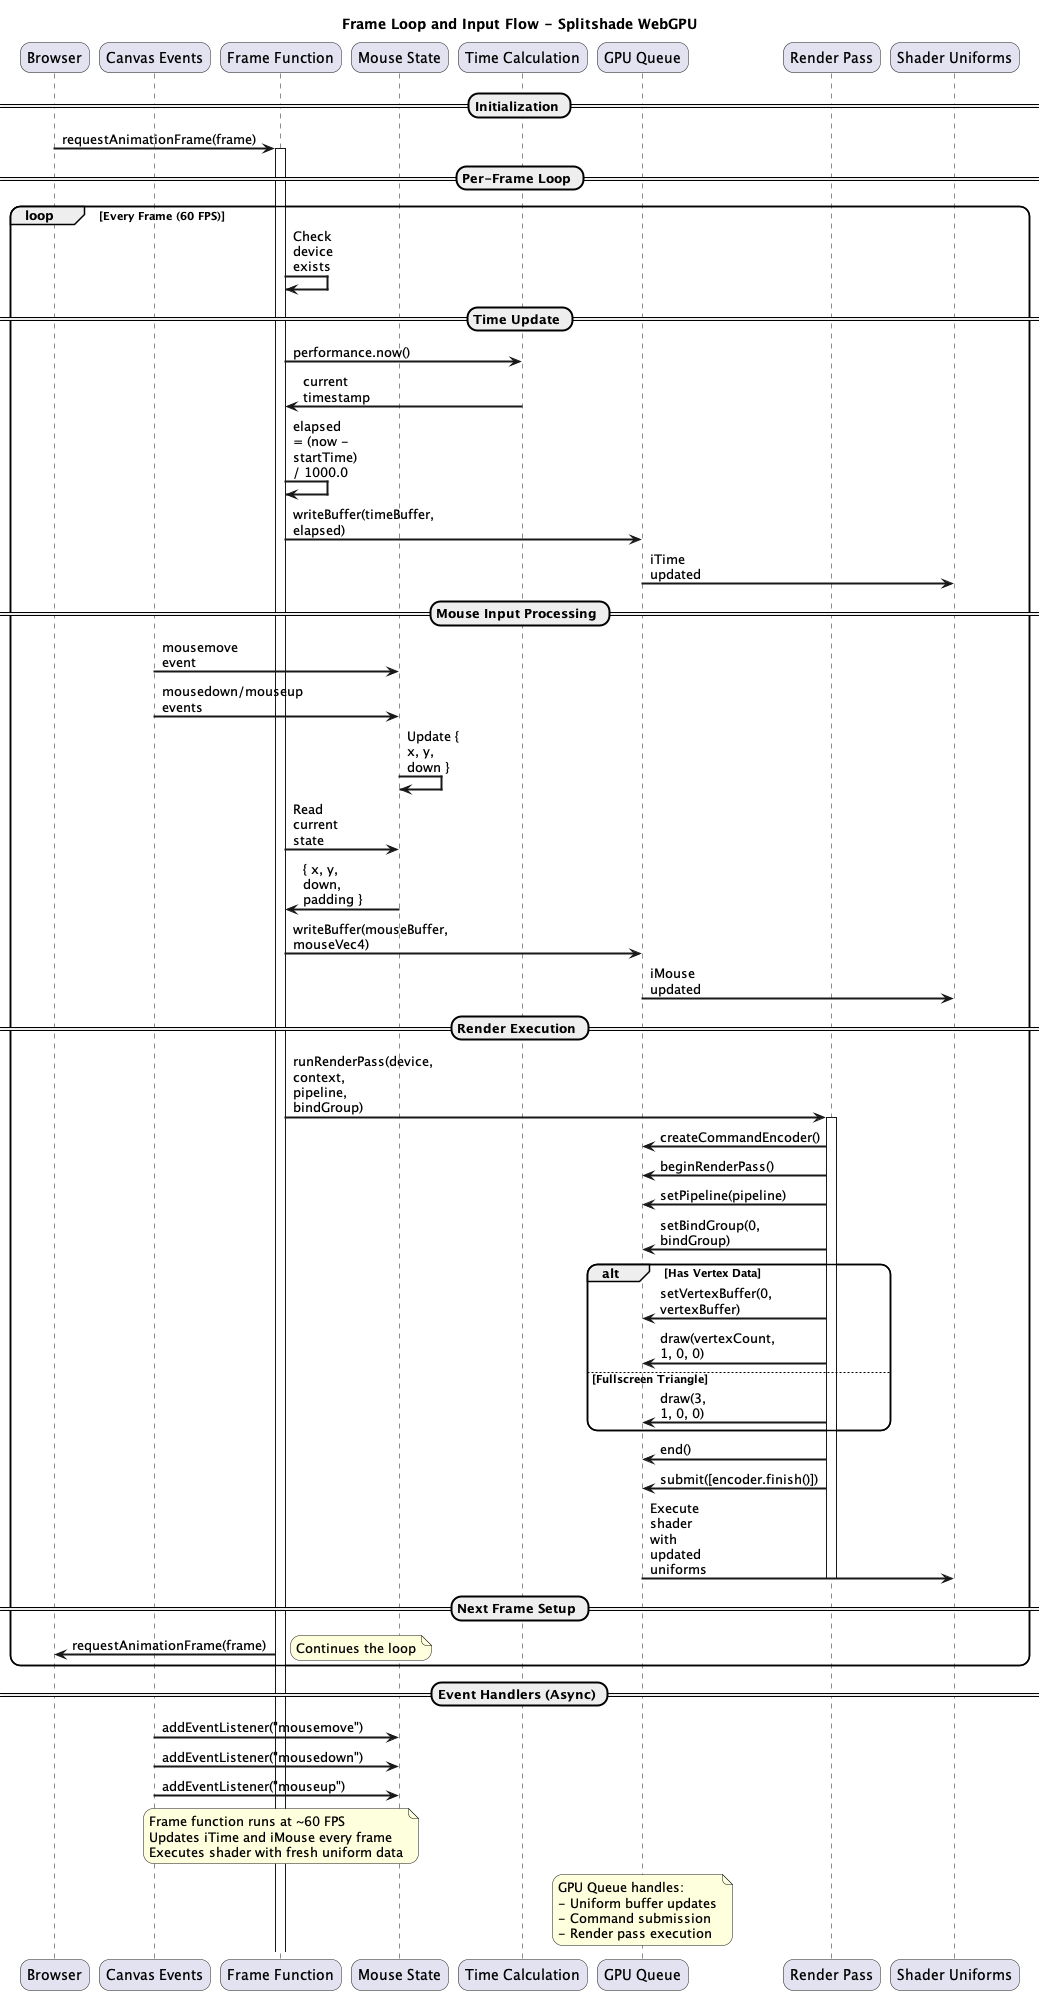 Frame Loop and Input Flow - Splitshade WebGPU
Browser
Canvas Events
Frame Function
Mouse State
Time Calculation
GPU Queue
Render Pass
Shader Uniforms
Initialization
requestAnimationFrame(frame)
Per-Frame Loop
loop
[Every Frame (60 FPS)]
Check
device
exists
Time Update
performance.now()
current
timestamp
elapsed
= (now -
startTime)
/ 1000.0
writeBuffer(timeBuffer,
elapsed)
iTime
updated
Mouse Input Processing
mousemove
event
mousedown/mouseup
events
Update {
x, y,
down }
Read
current
state
{ x, y,
down,
padding }
writeBuffer(mouseBuffer,
mouseVec4)
iMouse
updated
Render Execution
runRenderPass(device,
context,
pipeline,
bindGroup)
createCommandEncoder()
beginRenderPass()
setPipeline(pipeline)
setBindGroup(0,
bindGroup)
alt
[Has Vertex Data]
setVertexBuffer(0,
vertexBuffer)
draw(vertexCount,
1, 0, 0)
[Fullscreen Triangle]
draw(3,
1, 0, 0)
end()
submit([encoder.finish()])
Execute
shader
with
updated
uniforms
Next Frame Setup
requestAnimationFrame(frame)
Continues the loop
Event Handlers (Async)
addEventListener("mousemove")
addEventListener("mousedown")
addEventListener("mouseup")
Frame function runs at ~60 FPS
Updates iTime and iMouse every frame
Executes shader with fresh uniform data
GPU Queue handles:
- Uniform buffer updates
- Command submission
- Render pass execution
Browser
Canvas Events
Frame Function
Mouse State
Time Calculation
GPU Queue
Render Pass
Shader Uniforms